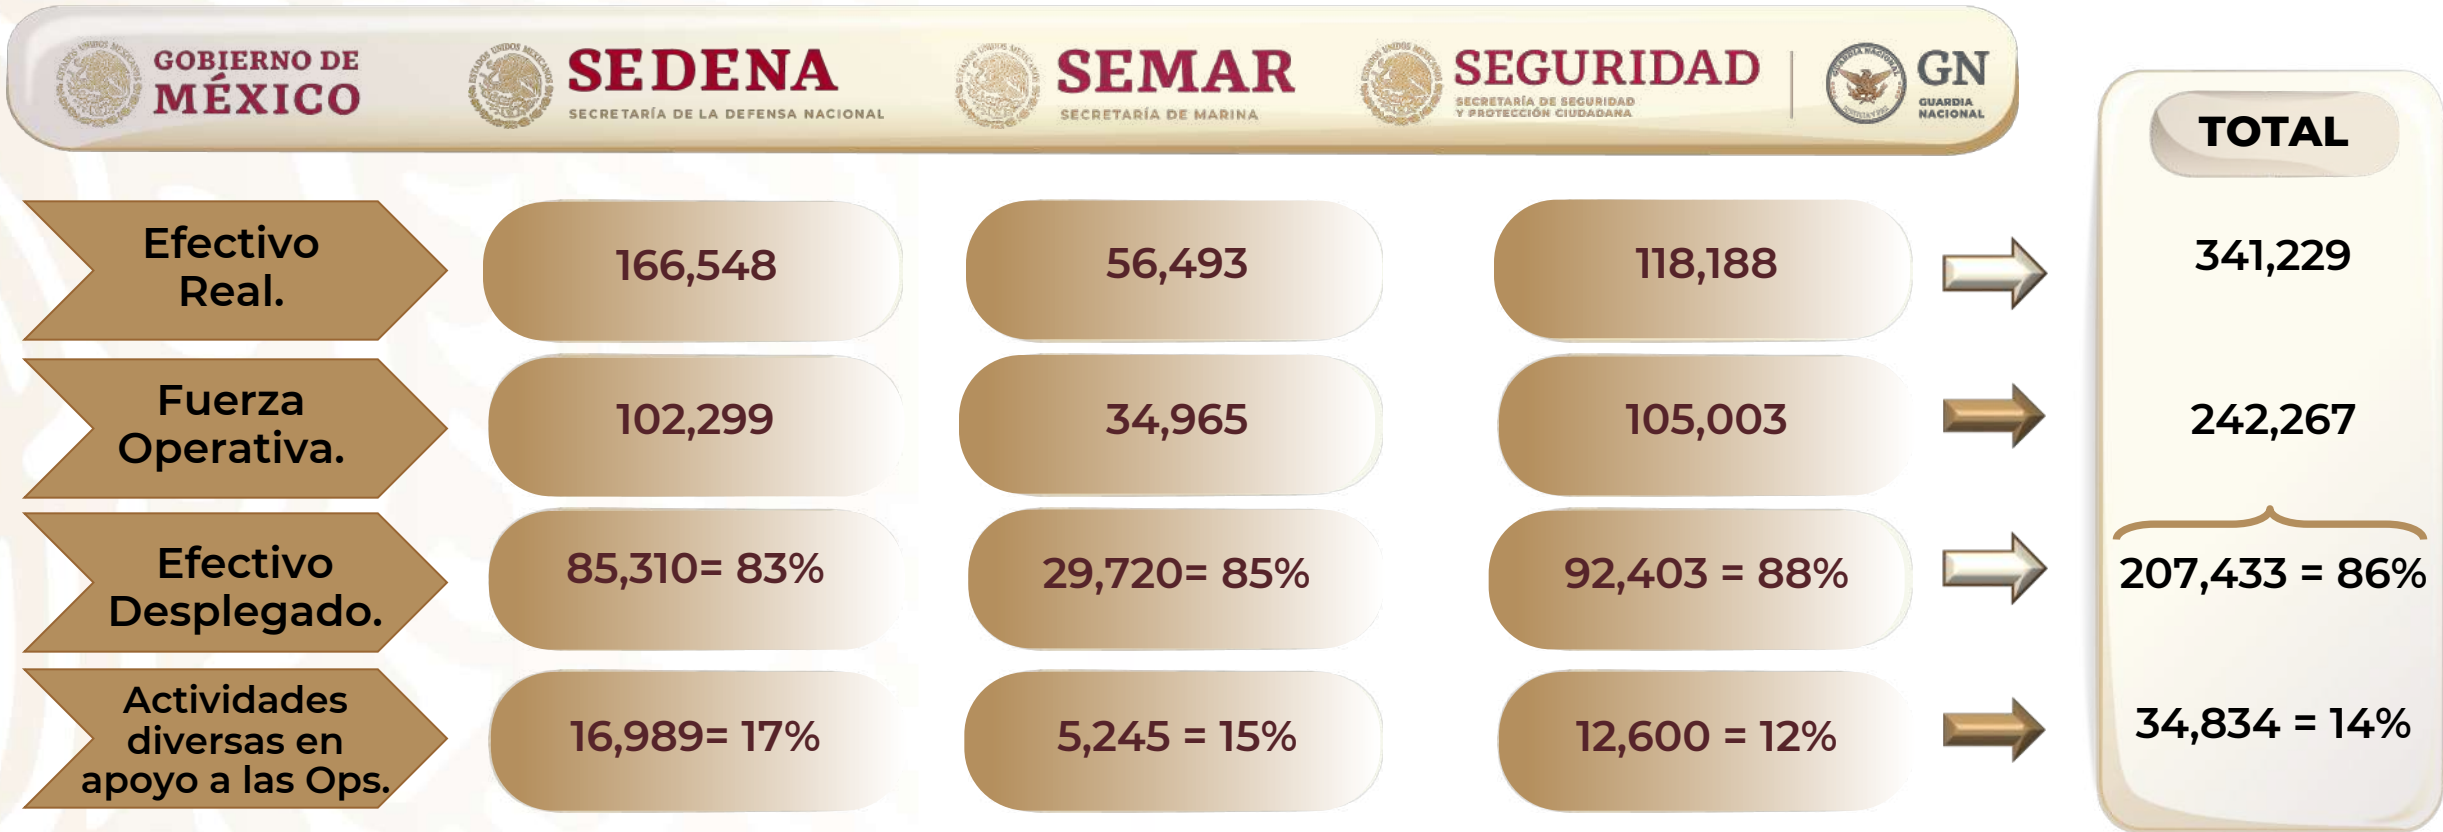 GOBIERNO DE
MÉXICO
SEDENA
SECRETARÍA DE LA DEFENSA NACIONAL
SEMAR
SECRETARÍA DE MARINA
SEGURIDAD
SECRETARÍA DE SEGURIDAD
Y PROTECCIÓN CIUDADANA
GN
GUARDIA
NACIONAL
TOTAL
Efectivo
Real.
166,548
56,493
118,188
341,229
Fuerza
Operativa.
102,299
34,965
105,003
242,267
Efectivo
Desplegado.
85,310= 83%
29,720= 85%
92,403 = 88%
207,433 = 86%
Actividades
diversas en
apoyo a las Ops.
16,989= 17%
5,245 = 15%
12,600 = 12%
34,834 = 14%